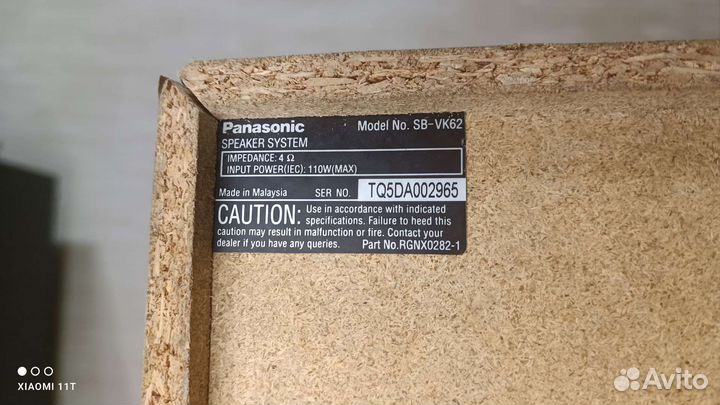 Panasonic Model No. SB-VK62
SPEAKER SYSTEM
IMPEDANCE: 4 Ω
INPUT POWER(IEC): 110W(MAX)
Made in Malaysia SER NO. TQ5DA002965
CAUTION: Use in accordance with indicated
specifications. Failure to heed this
caution may result in malfunction or fire. Contact your
dealer if you have any queries. Part No.RGNX0282-1
XIAOMI 11T
Avito